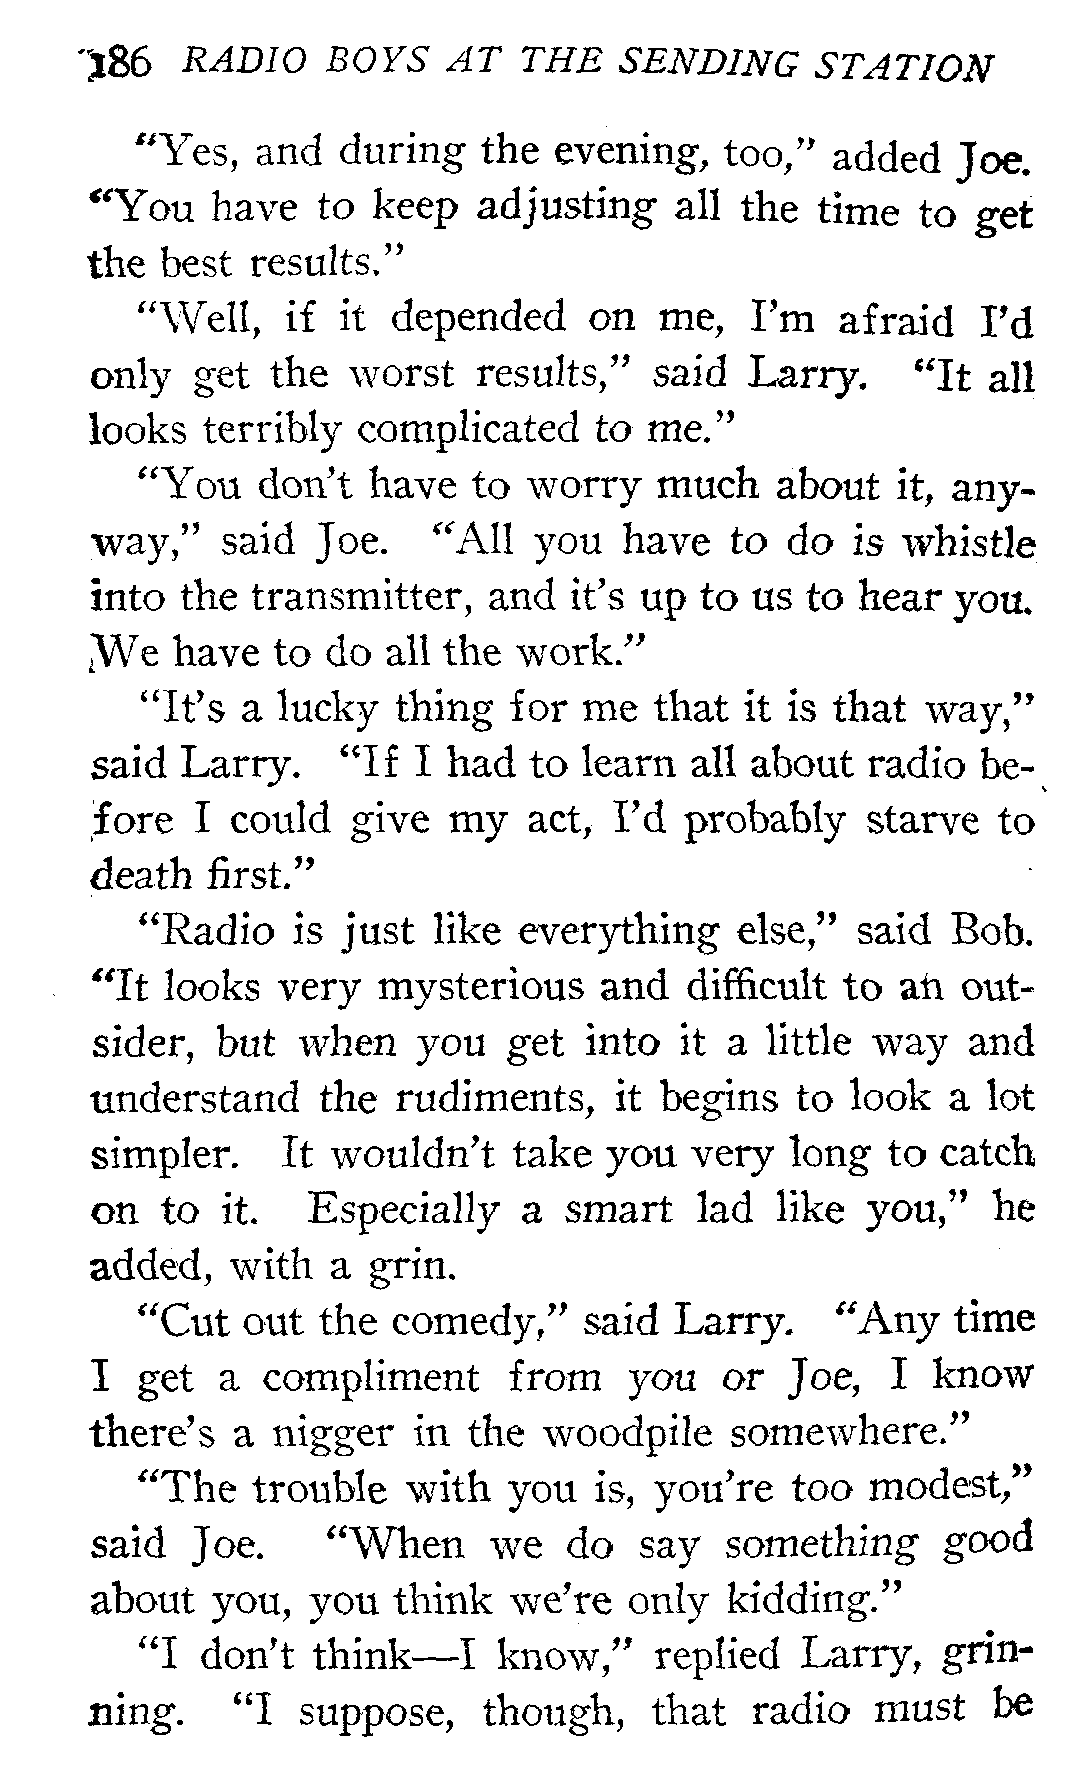 186 RADIO BOYS AT THE SENDING STATION
"Yes, and during the evening, too," added Joe.
"You have to keep adjusting all the time to get
the best results."
"Well, if it depended on me, I'm afraid I'd
only get the worst results," said Larry. "It all
looks terribly complicated to me."
"You don't have to worry much about it, any-
way," said Joe. "All you have to do is whistle
into the transmitter, and it's up to us to hear you.
We have to do all the work."
"It's a lucky thing for me that it is that way,"
said Larry. "If I had to learn all about radio be-
fore I could give my act, I'd probably starve to
death first."
"Radio is just like everything else," said Bob.
"It looks very mysterious and difficult to an out-
sider, but when you get into it a little way and
understand the rudiments, it begins to look a lot
simpler. It wouldn't take you very long to catch
on to it. Especially a smart lad like you," he
added, with a grin.
"Cut out the comedy," said Larry. "Any time
I get a compliment from you or Joe, I know
there's a nigger in the woodpile somewhere."
"The trouble with you is, you're too modest,"
said Joe. "When we do say something good
about you, you think we're only kidding."
"I don't think—I know," replied Larry, grin-
ning. "I suppose, though, that radio must be